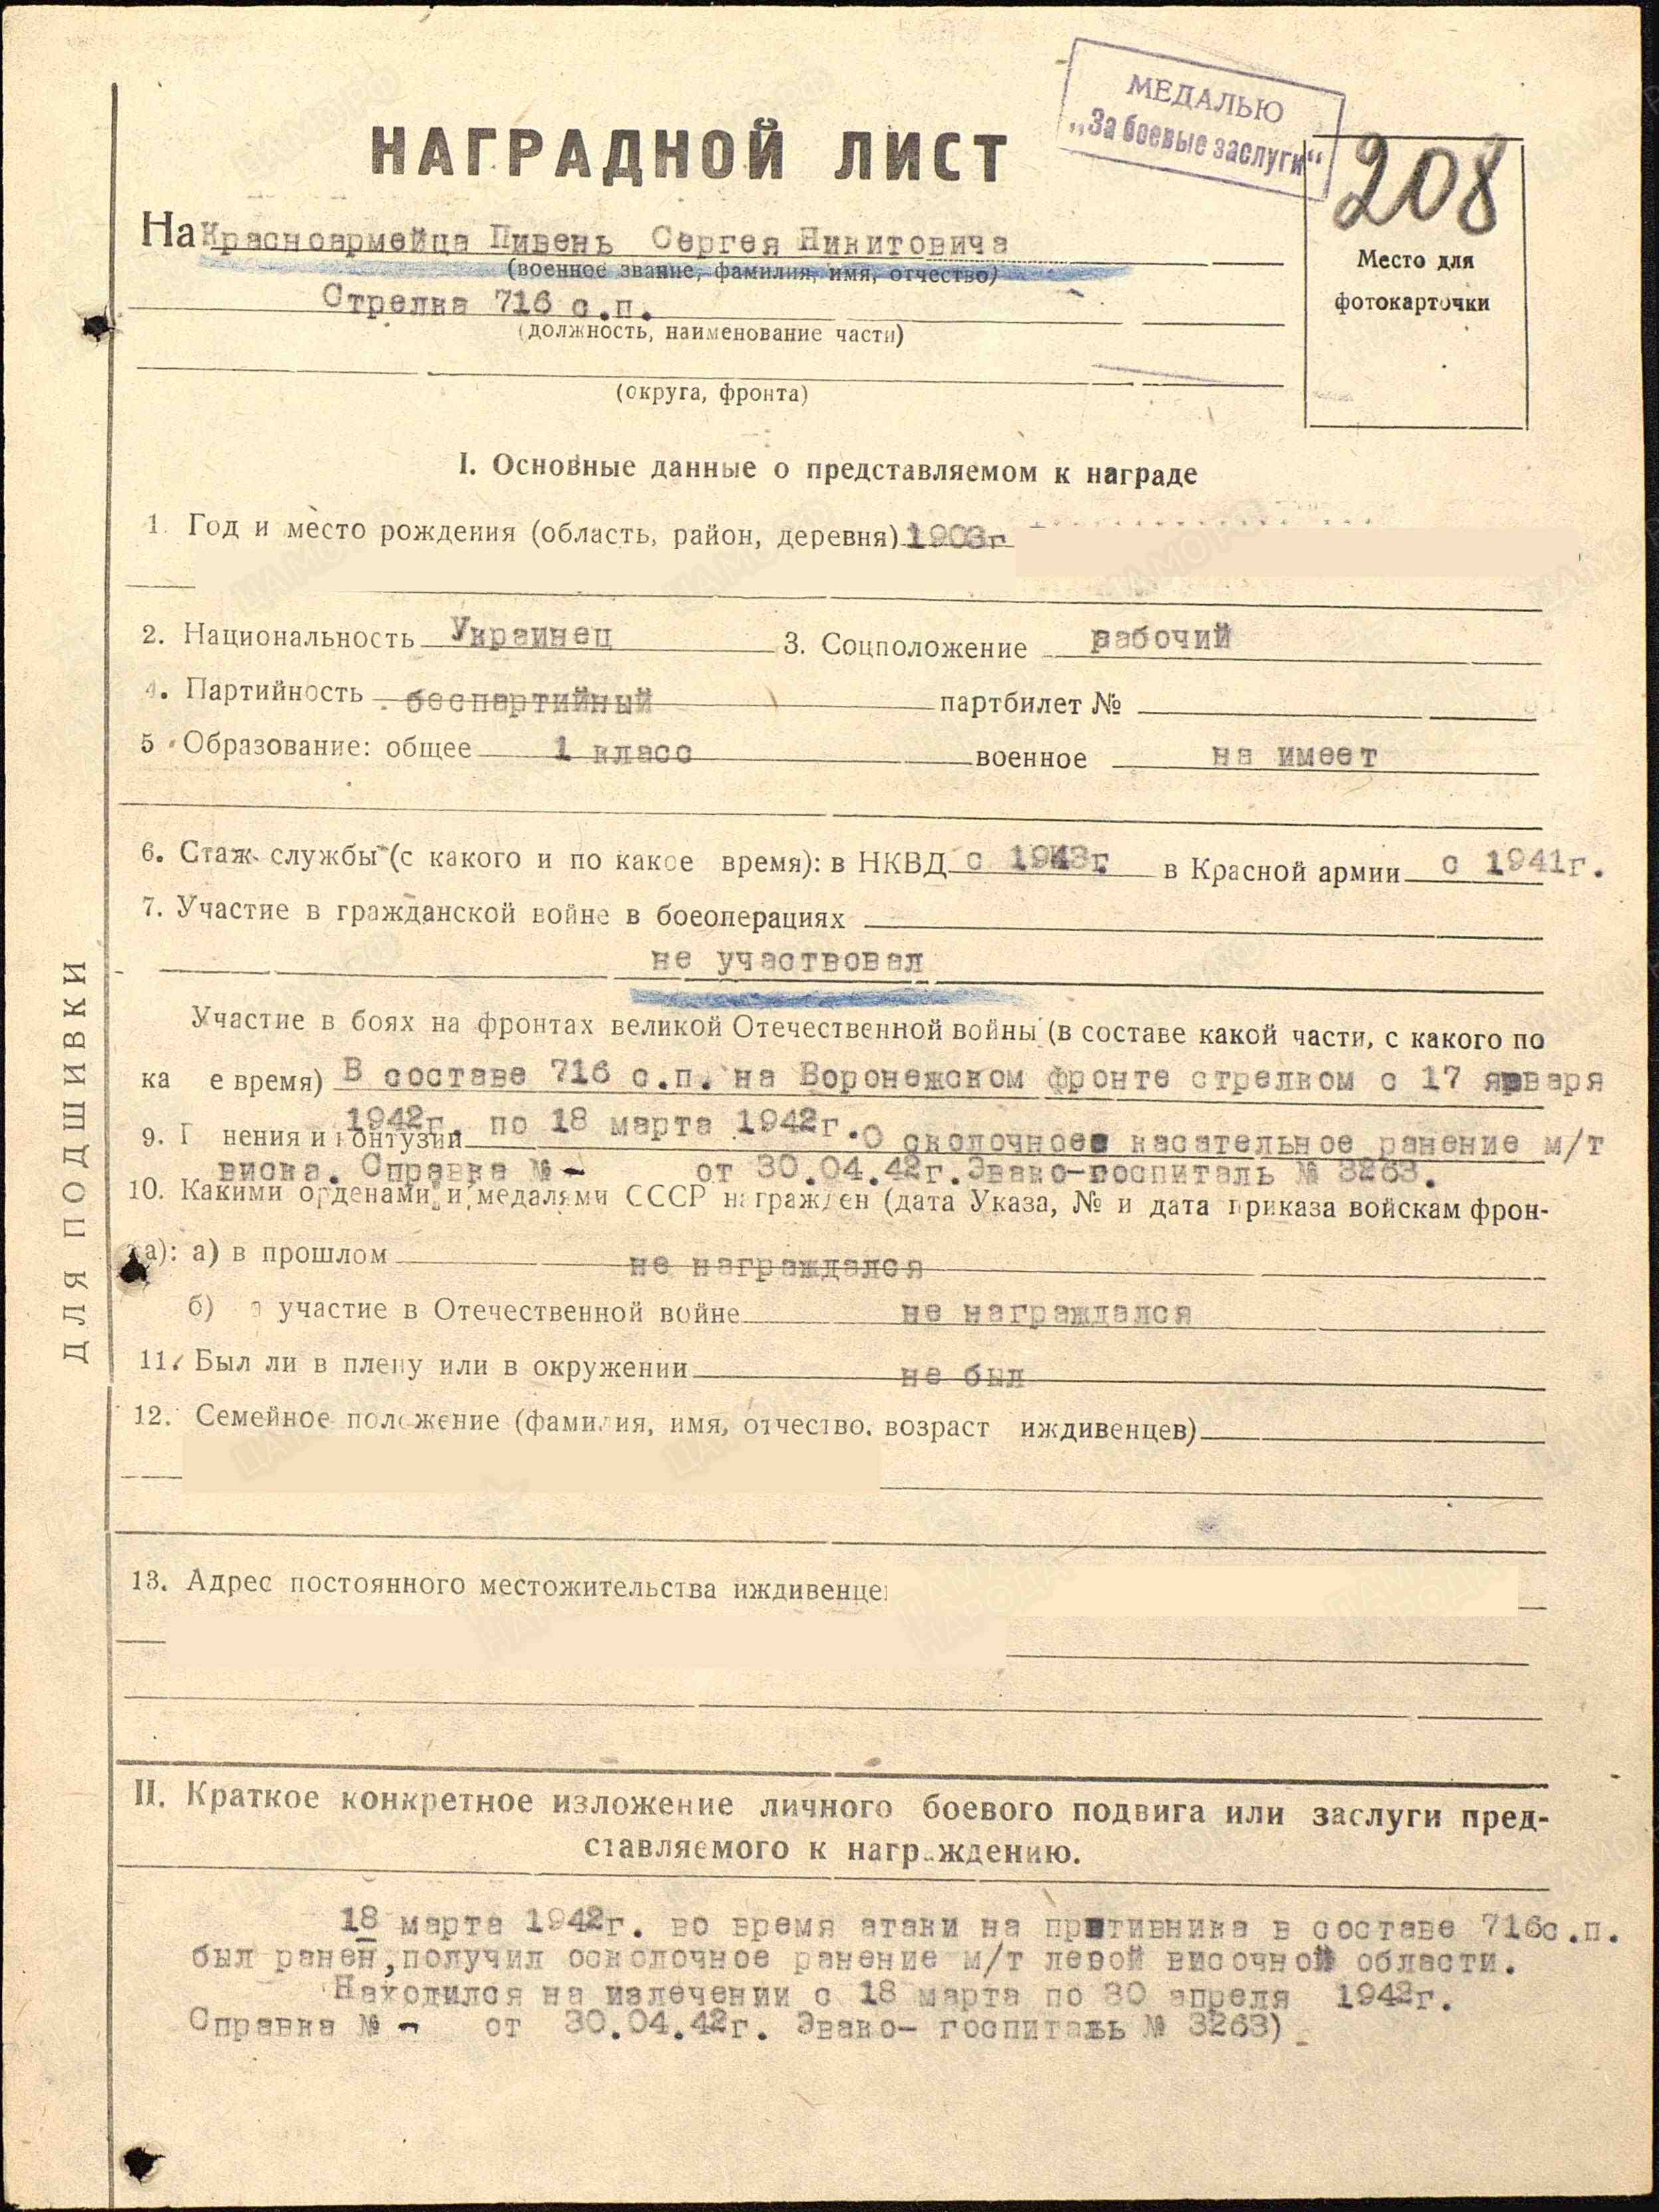 МЕДАЛЬЮ
„За боевые заслуги“
НАГРАДНОЙ ЛИСТ
208
На Красноармейца Пивень Сергея Никитовича
(военное звание, фамилия, имя, отчество)
Место для
фотокарточки
Стрелка 716 с.п.
(должность, наименование части)
(округа, фронта)
I. Основные данные о представляемом к награде
1. Год и место рождения (область, район, деревня) 1903г
2. Национальность Украинец 3. Соцположение рабочий
4. Партийность беспартийный партбилет №
5. Образование: общее 1 класс военное на имеет
6. Стаж службы (с какого и по какое время): в НКВД с 1943г в Красной армии с 1941г.
7. Участие в гражданской войне в боеоперациях
не участвовал
Участие в боях на фронтах великой Отечественной войны (в составе какой части, с какого по
ка е время) В составе 716 с.п. на Воронежском фронте стрелком с 17 января
1942г. по 18 марта 1942г.
9. Г нения и контузии О сколочное касательное ранение м/т
виска. Справка № - от 30.04.42г. Эвако-госпиталь № 3263.
10. Какими орденами и медалями СССР награжден (дата Указа, № и дата приказа войскам фрон-
та): а) в прошлом не награждался
б) участие в Отечественной войне не награждался
11. Был ли в плену или в окружении не был
12. Семейное положение (фамилия, имя, отчество, возраст иждивенцев)
13. Адрес постоянного местожительства иждивенце
II. Краткое конкретное изложение личного боевого подвига или заслуги пред-
ставляемого к награждению.
18 марта 1942г. во время атаки на противника в составе 716с.п.
был ранен, получил осколочное ранение м/т левой височной области.
Находился на излечении с 18 марта по 30 апреля 1942г.
Справка № - от 30.04.42г. Эвако- госпиталь № 3263)
ДЛЯ ПОДШИВКИ